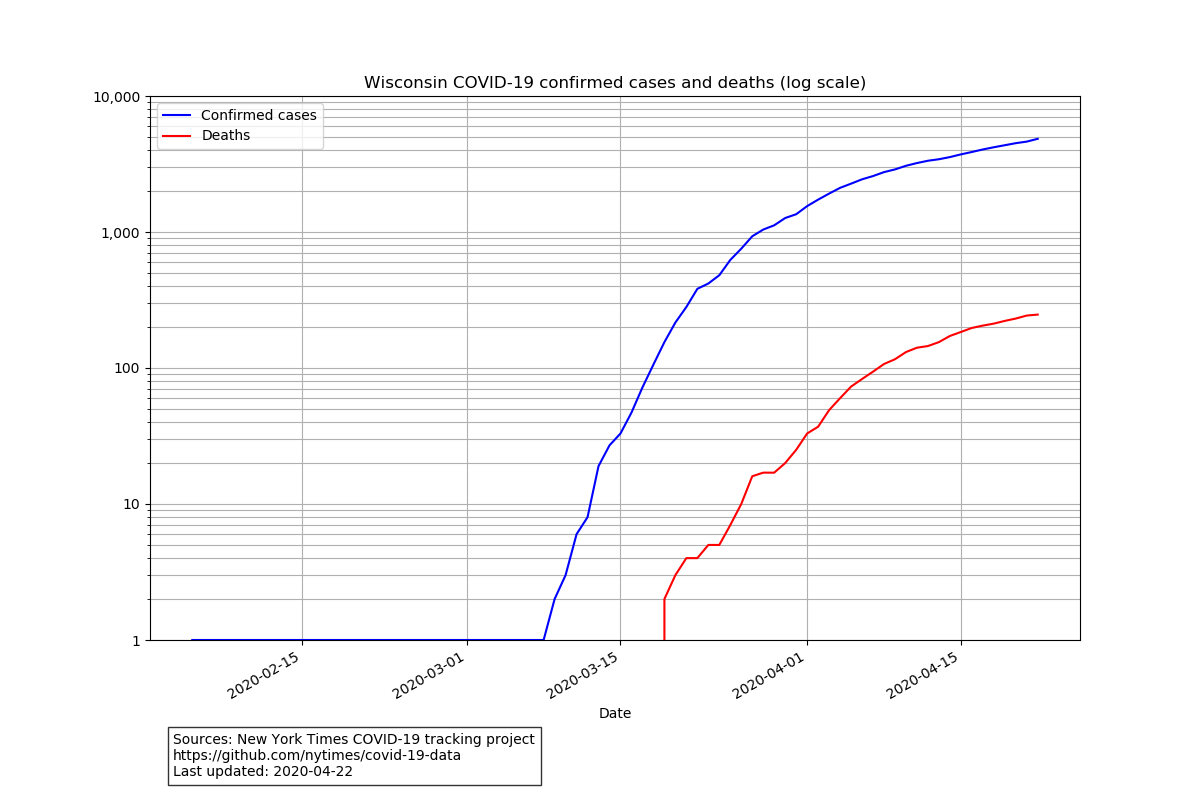 Wisconsin COVID-19 confirmed cases and deaths (log scale)
10,000
1,000
100
10
1
Confirmed cases
Deaths
2020-02-15
2020-03-01
2020-03-15
2020-04-01
2020-04-15
Date
Sources: New York Times COVID-19 tracking project
https://github.com/nytimes/covid-19-data
Last updated: 2020-04-22